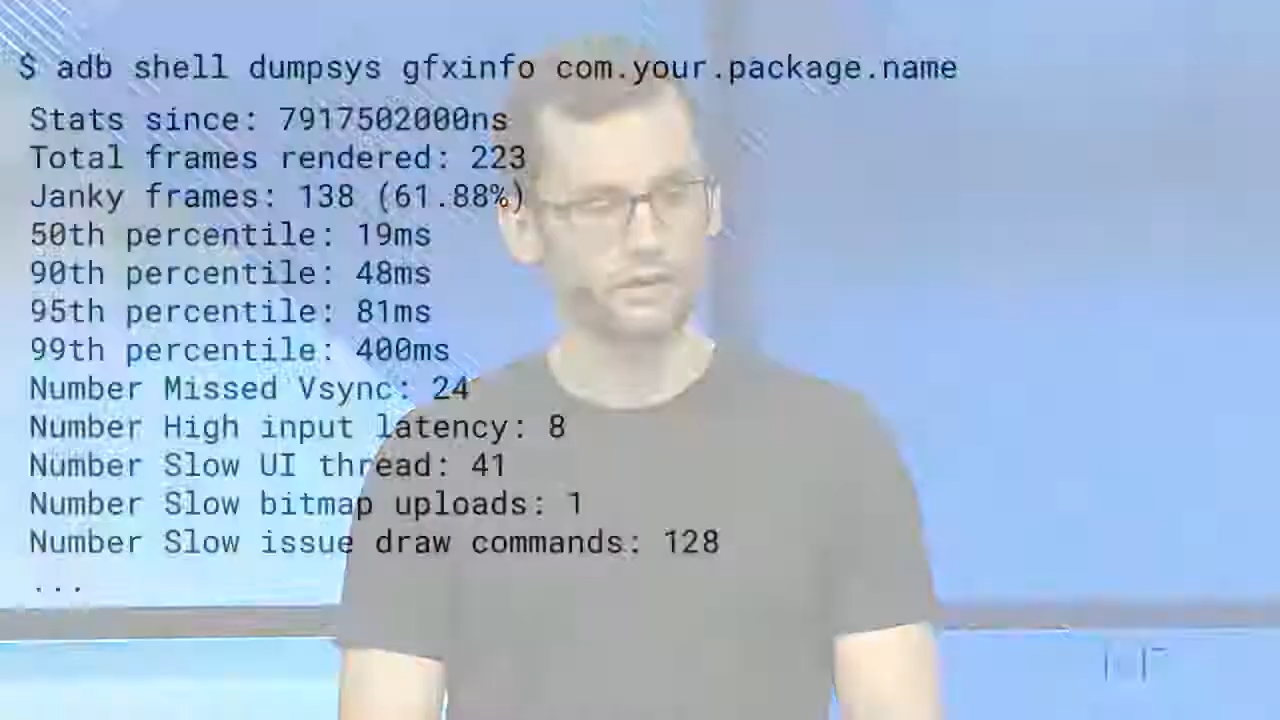 $ adb shell dumpsys gfxinfo com.your.package.name
Stats since: 7917502000ns
Total frames rendered: 223
Janky frames: 138 (61.88%)
50th percentile: 19ms
90th percentile: 48ms
95th percentile: 81ms
99th percentile: 400ms
Number Missed Vsync: 24
Number High input latency: 8
Number Slow UI thread: 41
Number Slow bitmap uploads: 1
Number Slow issue draw commands: 128
...